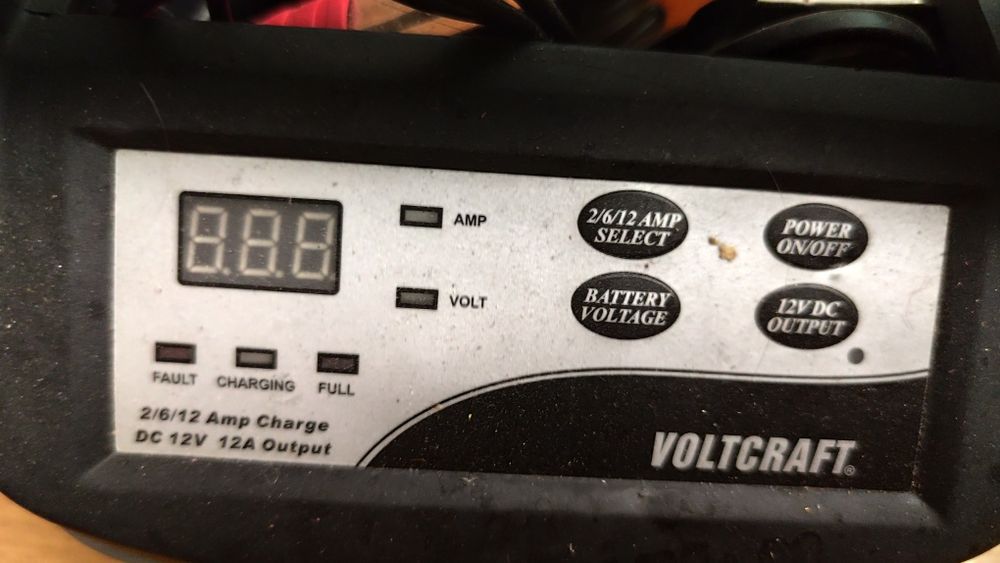 AMP
VOLT
2/6/12 AMP
SELECT
BATTERY
VOLTAGE
POWER
ON/OFF
12V DC
OUTPUT
FAULT
CHARGING
FULL
2/6/12 Amp Charge
DC 12V 12A Output
VOLTCRAFT®